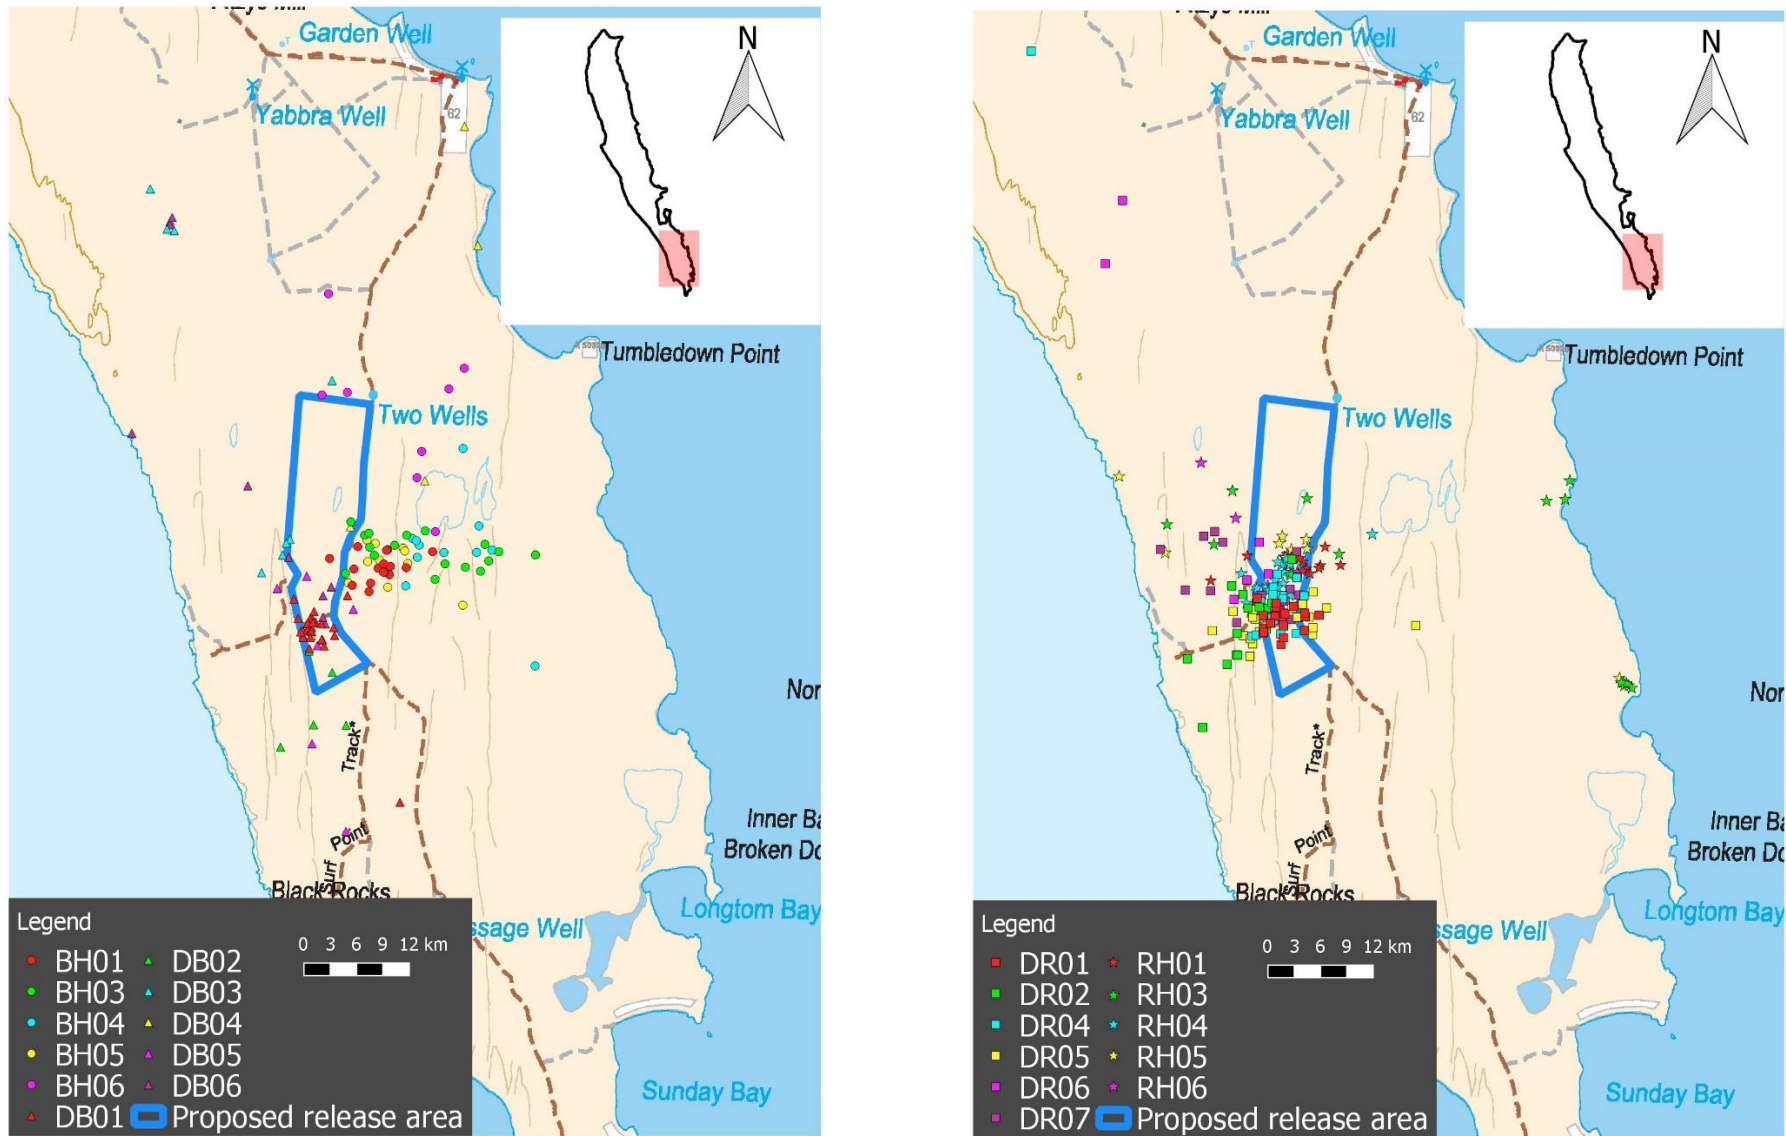 Garden Well
N
Yabbra Well
62
Tumbledown Point
Two Wells
Nor
Track*
Point
Surf
Inner Ba
Broken Do
Black Rocks
Longtom Bay
ssage Well
Sunday Bay
Legend
0 3 6 9 12 km
BH01 DB02
BH03 DB03
BH04 DB04
BH05 DB05
BH06 DB06
DB01 Proposed release area
Garden Well
N
Yabbra Well
62
Tumbledown Point
Two Wells
Nor
Track*
Point
Surf
Inner Ba
Broken Do
Black Rocks
Longtom Bay
ssage Well
Sunday Bay
Legend
0 3 6 9 12 km
DR01 RH01
DR02 RH03
DR04 RH04
DR05 RH05
DR06 RH06
DR07 Proposed release area